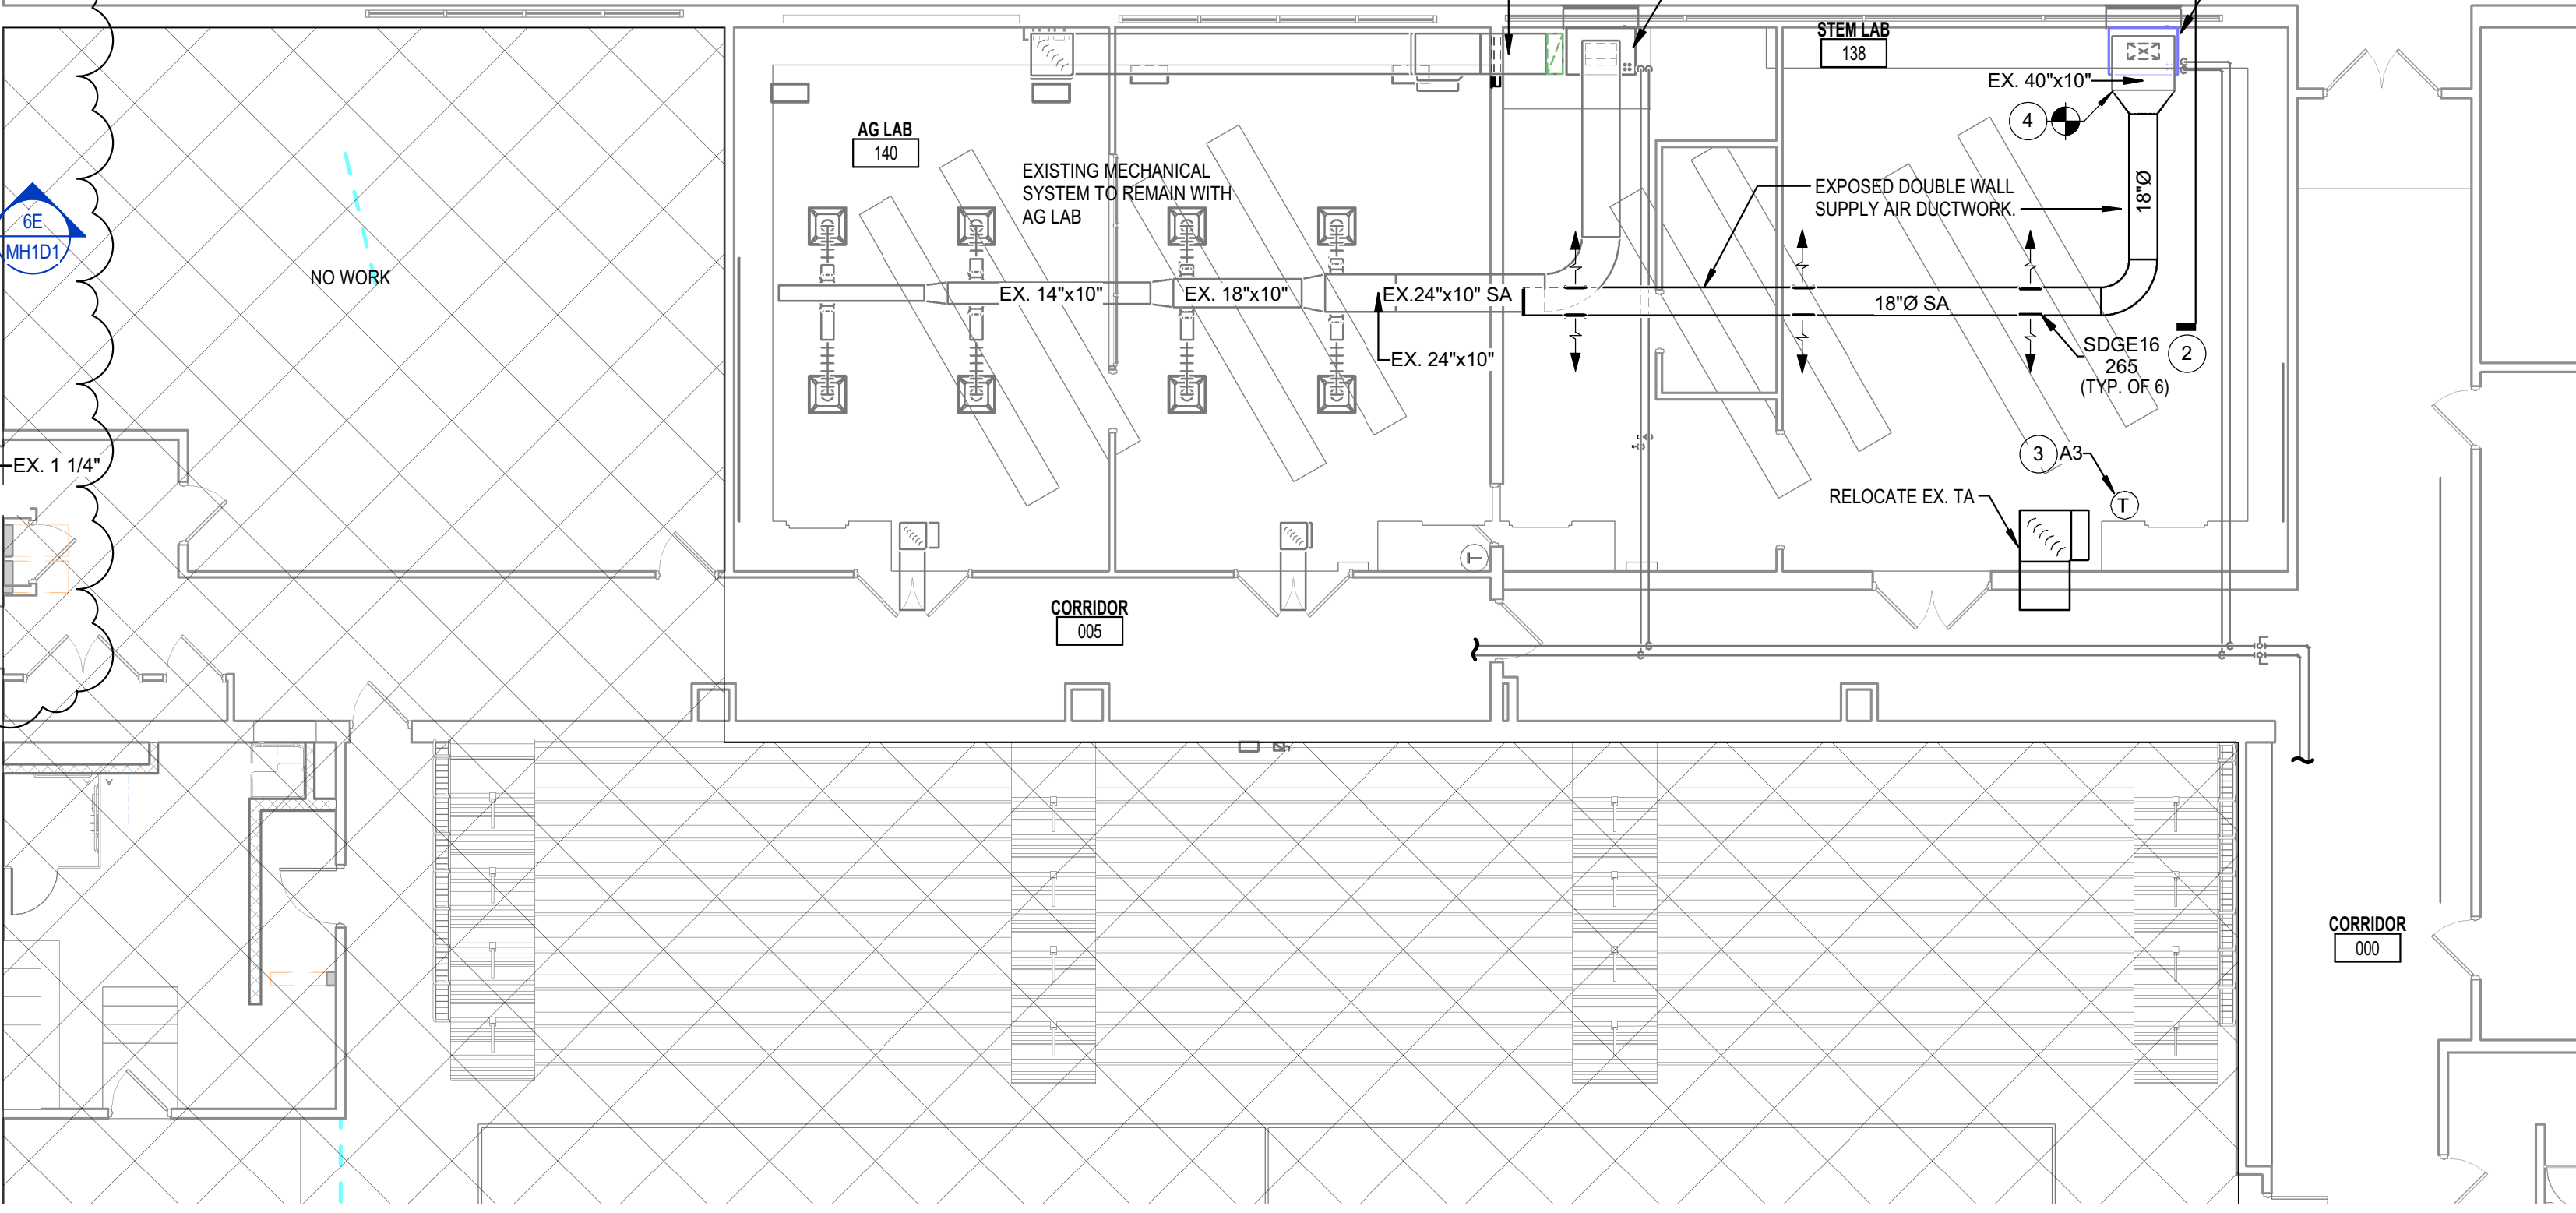 STEM LAB
138
EX. 40"x10"
4
AG LAB
140
EXISTING MECHANICAL
SYSTEM TO REMAIN WITH
AG LAB
EXPOSED DOUBLE WALL
SUPPLY AIR DUCTWORK.
18"Ø
6E
MH1D1
NO WORK
EX. 14"x10"
EX. 18"x10"
EX.24"x10" SA
18"Ø SA
EX. 24"x10"
SDGE16
265
(TYP. OF 6)
2
EX. 1 1/4"
3
A3
RELOCATE EX. TA
T
T
CORRIDOR
005
CORRIDOR
000